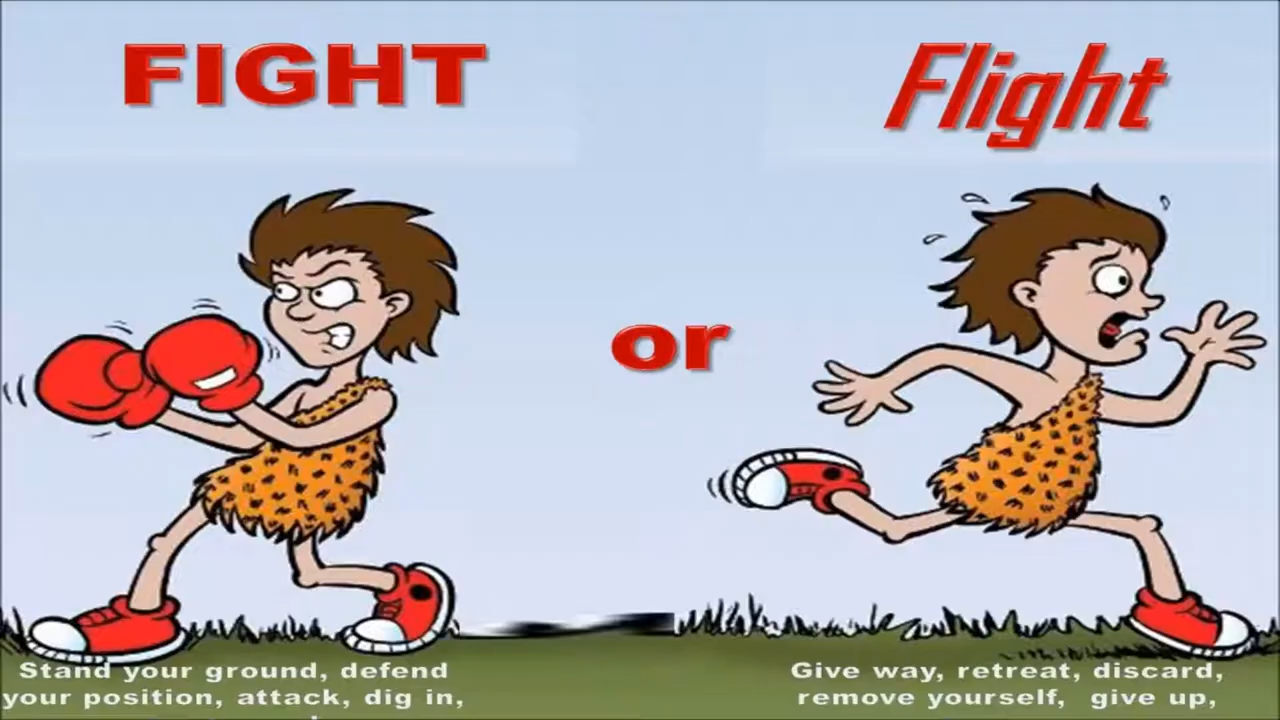 FIGHT
Flight
or
Stand your ground, defend
your position, attack, dig in,
Give way, retreat, discard,
remove yourself,  give up,